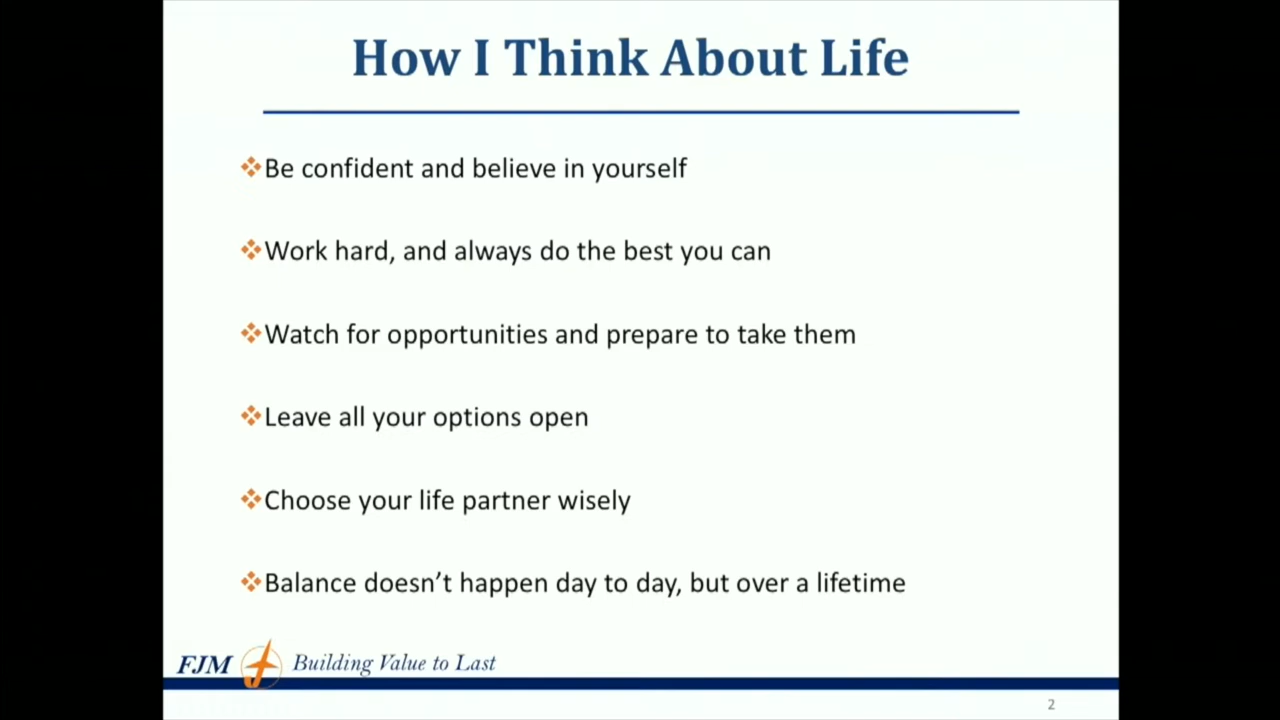 How I Think About Life
Be confident and believe in yourself
Work hard, and always do the best you can
Watch for opportunities and prepare to take them
Leave all your options open
Choose your life partner wisely
Balance doesn’t happen day to day, but over a lifetime
FJM Building Value to Last
2